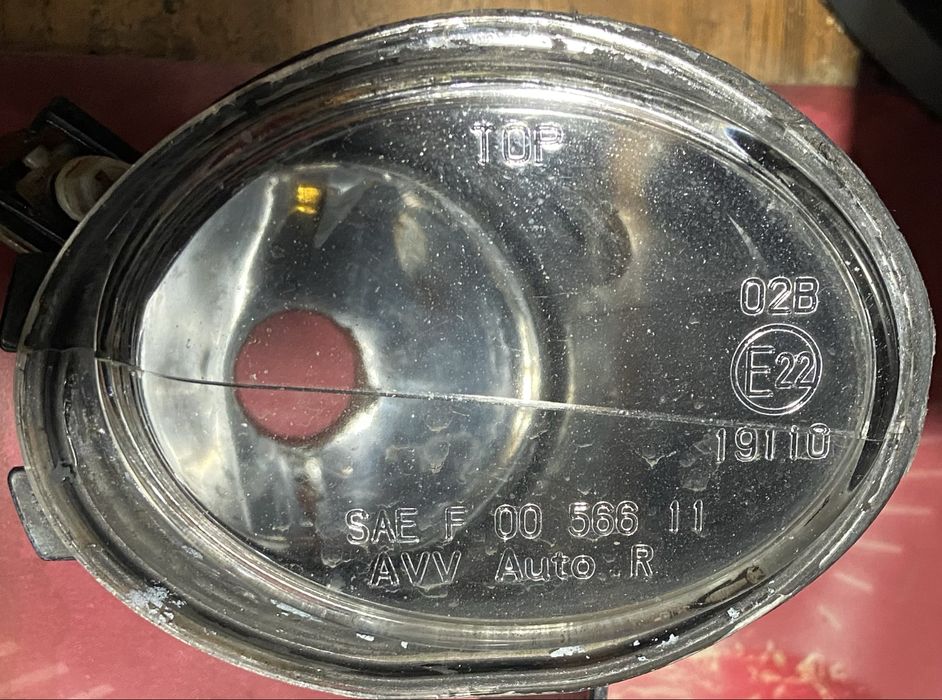 TOP
02B
E22
19110
SAE F 00 566 11
AVV Auto R